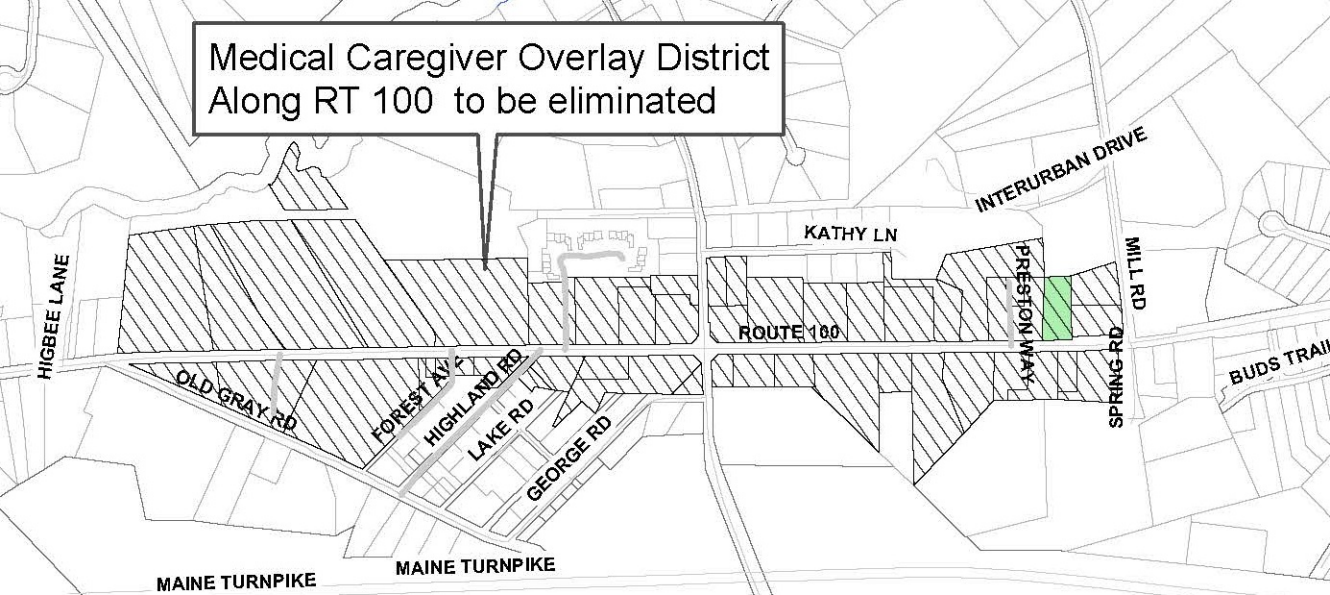 Medical Caregiver Overlay District
Along RT 100 to be eliminated
INTERURBAN DRIVE
KATHY LN
HIGBEE LANE
PRESTON WAY
MILL RD
ROUTE 100
SPRING RD
BUDS TRAIL
OLD GRAY RD
FOREST AVE
HIGHLAND RD
LAKE RD
GEORGE RD
MAINE TURNPIKE
MAINE TURNPIKE